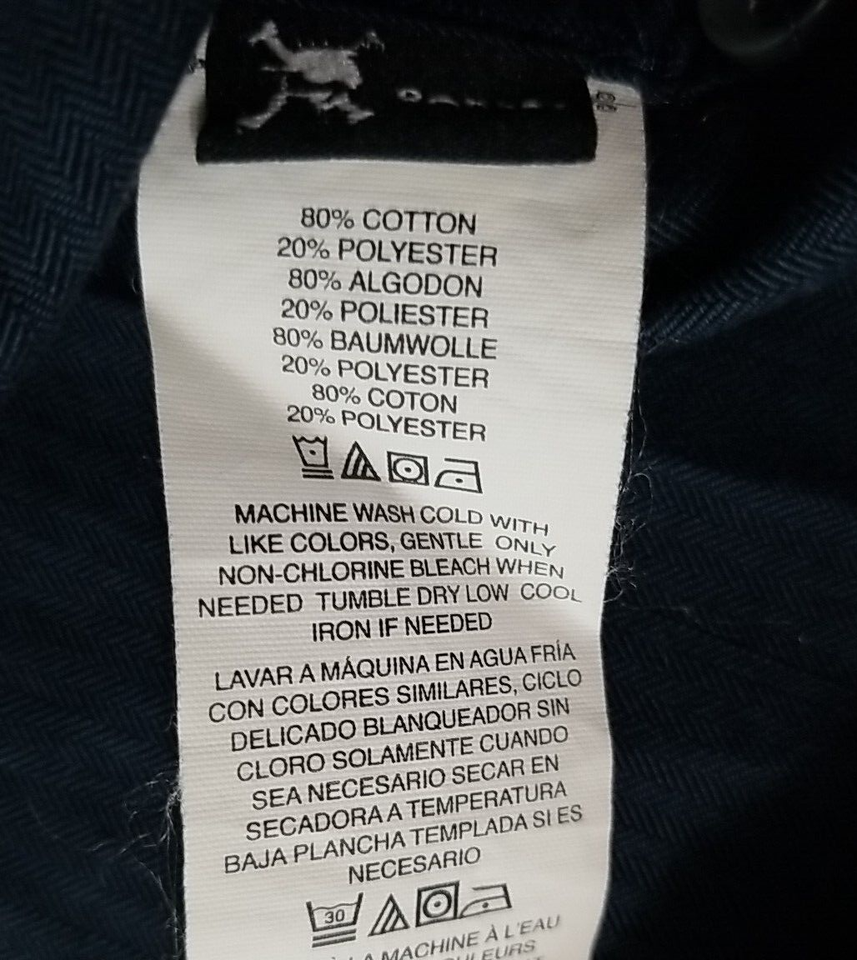 80% COTTON
20% POLYESTER
80% ALGODON
20% POLIESTER
80% BAUMWOLLE
20% POLYESTER
80% COTON
20% POLYESTER
MACHINE WASH COLD WITH
LIKE COLORS, GENTLE ONLY
NON-CHLORINE BLEACH WHEN
NEEDED TUMBLE DRY LOW COOL
IRON IF NEEDED
LAVAR A MÁQUINA EN AGUA FRÍA
CON COLORES SIMILARES, CICLO
DELICADO BLANQUEADOR SIN
CLORO SOLAMENTE CUANDO
SEA NECESARIO SECAR EN
SECADORA A TEMPERATURA
BAJA PLANCHA TEMPLADA SI ES
NECESARIO
30
LA MACHINE À L'EAU